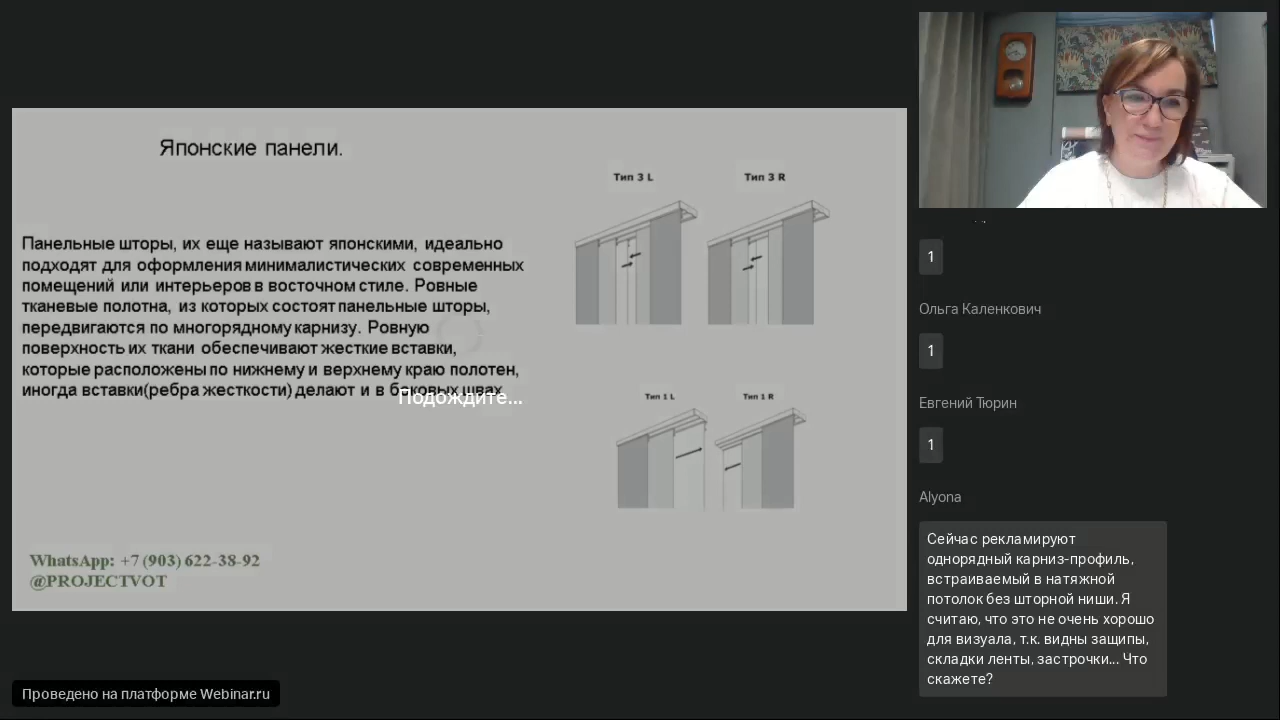 Японские панели.
Панельные шторы, их еще называют японскими, идеально
подходят для оформления минималистических современных
помещений или интерьеров в восточном стиле. Ровные
тканевые полотна, из которых состоят панельные шторы,
передвигаются по многорядному карнизу. Ровную
поверхность их ткани обеспечивают жесткие вставки,
которые расположены по нижнему и верхнему краю полотен,
иногда вставки(ребра жесткости) делают и в боковых швах
Подождите...
Тип 3 L
Тип 3 R
Тип 1 L
Тип 1 R
WhatsApp: +7 (903) 622-38-92
@PROJECTVOT
Проведено на платформе Webinar.ru
1
Ольга Каленкович
1
Евгений Тюрин
1
Alyona
Сейчас рекламируют
однорядный карниз-профиль,
встраиваемый в натяжной
потолок без шторной ниши. Я
считаю, что это не очень хорошо
для визуала, т.к. видны защипы,
складки ленты, застрочки... Что
скажете?